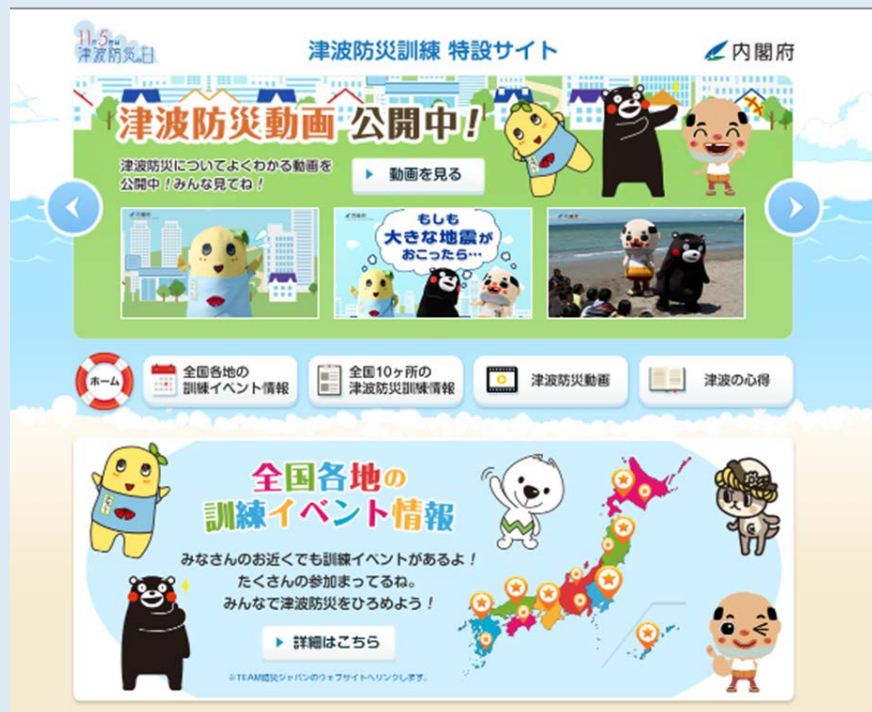 11月5日は
津波防災の日
津波防災訓練 特設サイト
内閣府
津波防災動画 公開中!
津波防災についてよくわかる動画を
公開中!みんな見てね!
動画を見る
内閣府
内閣府
もしも
大きな地震が
おこったら…
内閣府
ホーム
全国各地の
訓練イベント情報
全国10ヶ所の
津波防災訓練情報
津波防災動画
津波の心得
全国各地の
訓練イベント情報
みなさんのお近くでも訓練イベントがあるよ!
たくさんの参加まってるね。
みんなで津波防災をひろめよう!
詳細はこちら
※TEAM防災ジャパンのウェブサイトへリンクします。